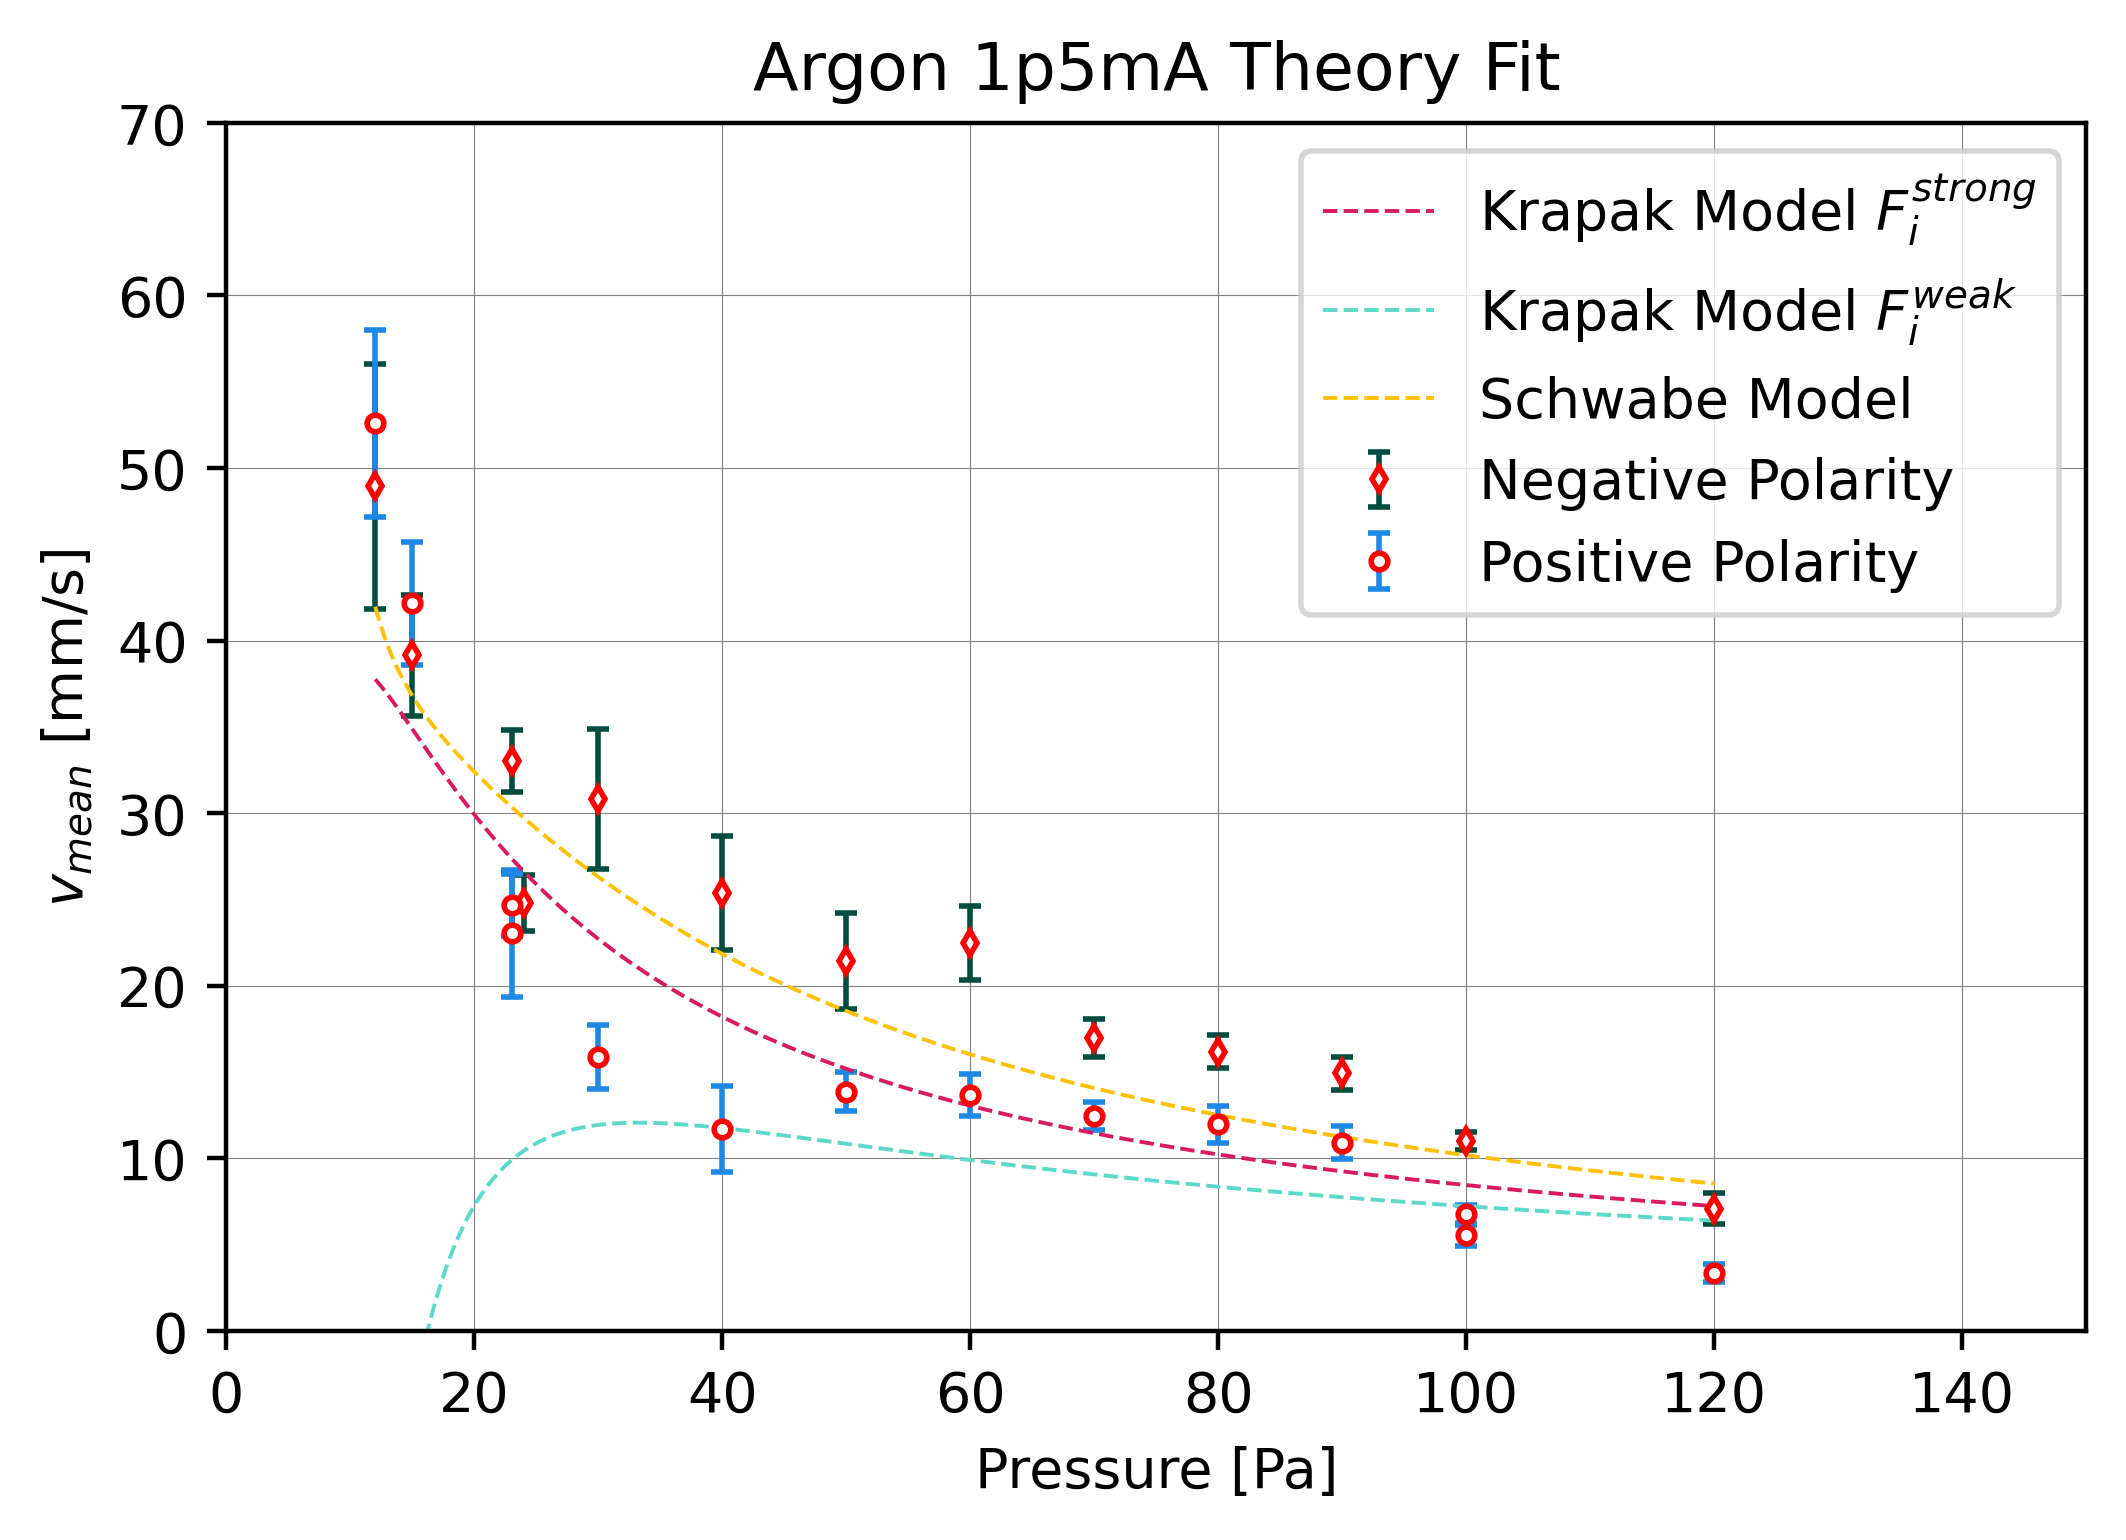 Argon 1p5mA Theory Fit
70
60
50
40
30
20
10
0
v_mean [mm/s]
Krapak Model F_i^strong
Krapak Model F_i^weak
Schwabe Model
Negative Polarity
Positive Polarity
0 20 40 60 80 100 120 140
Pressure [Pa]